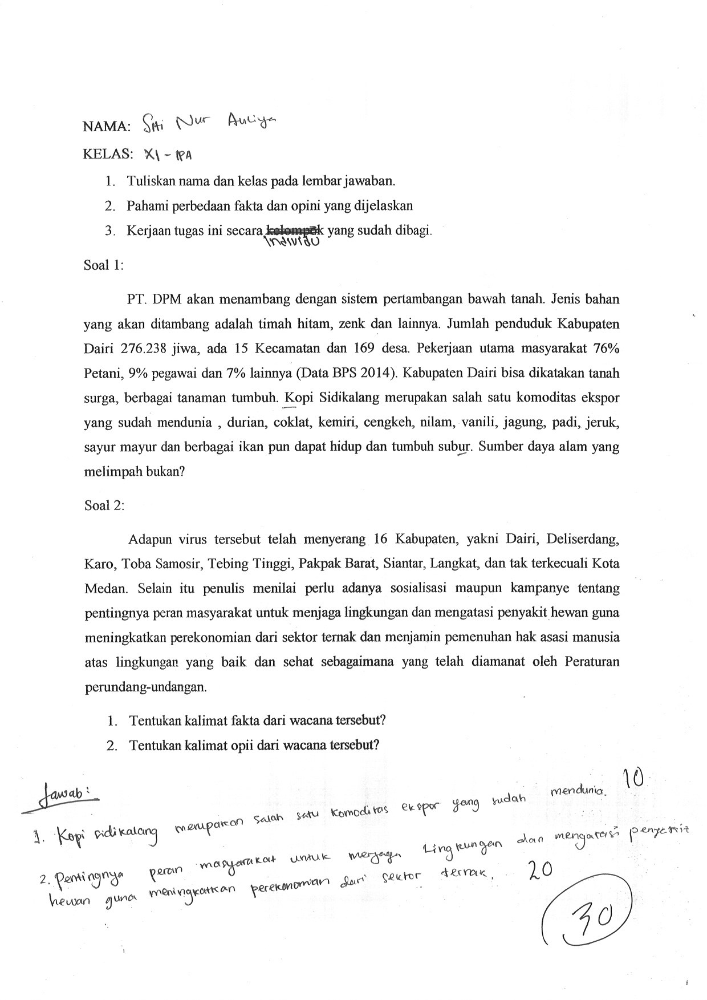 NAMA: Siti Nur Auliya
KELAS: XI - IPA
1. Tuliskan nama dan kelas pada lembar jawaban.
2. Pahami perbedaan fakta dan opini yang dijelaskan
3. Kerjaan tugas ini secara kelompok yang sudah dibagi.
Individu
Soal 1:
PT. DPM akan menambang dengan sistem pertambangan bawah tanah. Jenis bahan
yang akan ditambang adalah timah hitam, zenk dan lainnya. Jumlah penduduk Kabupaten
Dairi 276.238 jiwa, ada 15 Kecamatan dan 169 desa. Pekerjaan utama masyarakat 76%
Petani, 9% pegawai dan 7% lainnya (Data BPS 2014). Kabupaten Dairi bisa dikatakan tanah
surga, berbagai tanaman tumbuh. Kopi Sidikalang merupakan salah satu komoditas ekspor
yang sudah mendunia , durian, coklat, kemiri, cengkeh, nilam, vanili, jagung, padi, jeruk,
sayur mayur dan berbagai ikan pun dapat hidup dan tumbuh subur. Sumber daya alam yang
melimpah bukan?
Soal 2:
Adapun virus tersebut telah menyerang 16 Kabupaten, yakni Dairi, Deliserdang,
Karo, Toba Samosir, Tebing Tinggi, Pakpak Barat, Siantar, Langkat, dan tak terkecuali Kota
Medan. Selain itu penulis menilai perlu adanya sosialisasi maupun kampanye tentang
pentingnya peran masyarakat untuk menjaga lingkungan dan mengatasi penyakit hewan guna
meningkatkan perekonomian dari sektor ternak dan menjamin pemenuhan hak asasi manusia
atas lingkungan yang baik dan sehat sebagaimana yang telah diamanat oleh Peraturan
perundang-undangan.
1. Tentukan kalimat fakta dari wacana tersebut?
2. Tentukan kalimat opii dari wacana tersebut?
Jawab :
1. Kopi sidikalang merupakan salah satu komoditas ekspor yang sudah mendunia. 10
2. Pentingnya peran masyarakat untuk menjaga lingkungan dan mengatasi penyakit
hewan guna meningkatkan perekonomian dari sektor ternak. 20
30